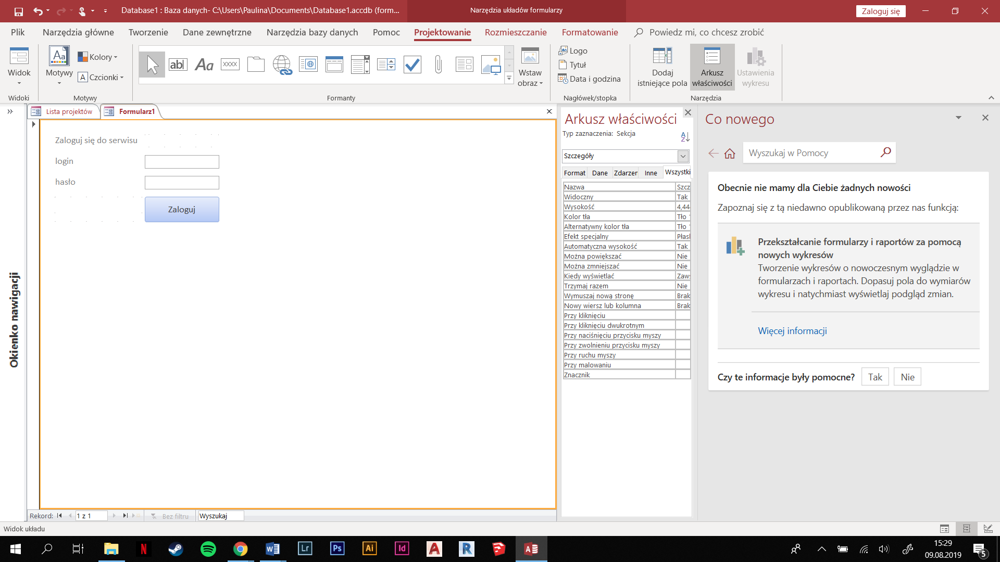 Database1 : Baza danych- C:\Users\Paulina\Documents\Database1.accdb (form...
Narzędzia układów formularzy
Zaloguj się
Plik
Narzędzia główne
Tworzenie
Dane zewnętrzne
Narzędzia bazy danych
Pomoc
Projektowanie
Rozmieszczanie
Formatowanie
Powiedz mi, co chcesz zrobić
Widok
Widoki
Motywy
Kolory
Czcionki
Motywy
Formanty
Wstaw
obraz
Logo
Tytuł
Data i godzina
Nagłówek/stopka
Dodaj
istniejące pola
Arkusz
właściwości
Ustawienia
wykresu
Narzędzia
Okienko nawigacji
Lista projektów
Formularz1
Zaloguj się do serwisu
login
hasło
Zaloguj
Rekord:
1 z 1
Bez filtru
Wyszukaj
Widok układu
Arkusz właściwości
Typ zaznaczenia: Sekcja
Szczegóły
Format Dane Zdarzer Inne Wszystki
Nazwa Szcz
Widoczny Tak
Wysokość 4,44
Kolor tła Tło
Alternatywny kolor tła Tło
Efekt specjalny Płas
Automatyczna wysokość Tak
Można powiększać Nie
Można zmniejszać Nie
Kiedy wyświetlać Zaws
Trzymaj razem Nie
Wymuszaj nową stronę Brak
Nowy wiersz lub kolumna Brak
Przy kliknięciu
Przy kliknięciu dwukrotnym
Przy naciśnięciu przycisku myszy
Przy zwolnieniu przycisku myszy
Przy ruchu myszy
Przy malowaniu
Znacznik
Co nowego
Wyszukaj w Pomocy
Obecnie nie mamy dla Ciebie żadnych nowości
Zapoznaj się z tą niedawno opublikowaną przez nas funkcją:
Przekształcanie formularzy i raportów za pomocą
nowych wykresów
Tworzenie wykresów o nowoczesnym wyglądzie w
formularzach i raportach. Dopasuj pola do wymiarów
wykresu i natychmiast wyświetlaj podgląd zmian.
Więcej informacji
Czy te informacje były pomocne? Tak Nie
15:29
09.08.2019
5